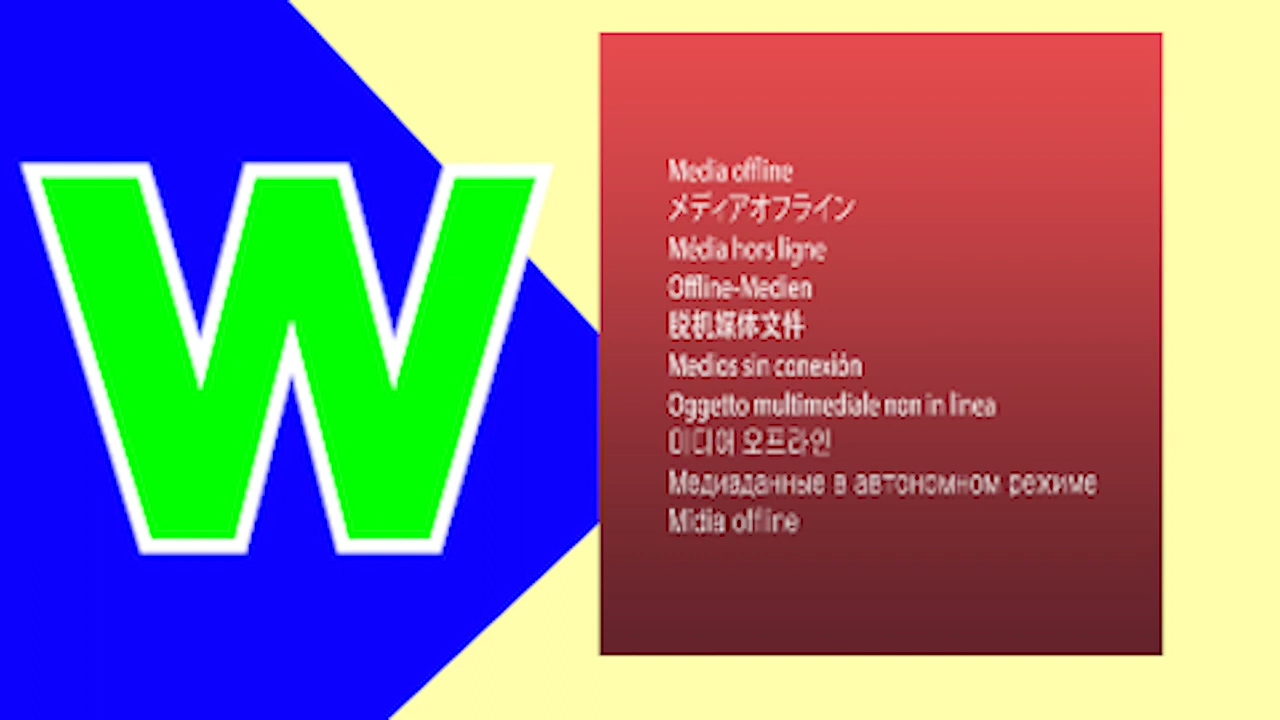 W
Media offline
メディアオフライン
Média hors ligne
Offline-Medien
脱机媒体文件
Medios sin conexión
Oggetto multimediale non in linea
미디어 오프라인
Медиаданные в автономном режиме
Mídia offline